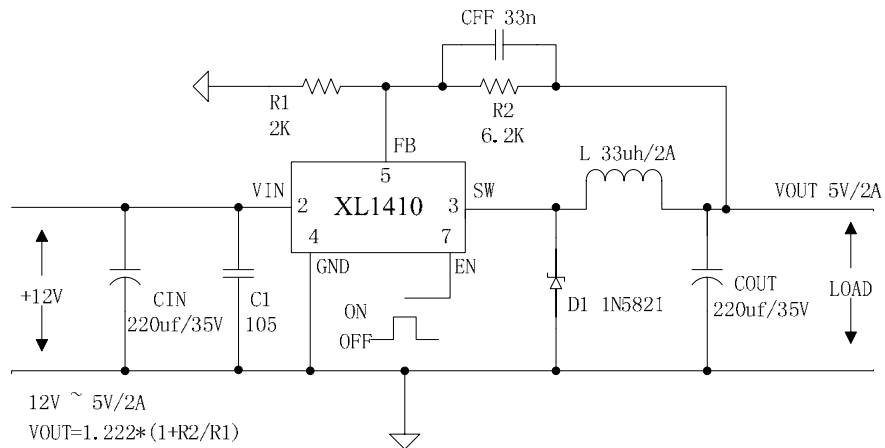 CFF 33n
R1
2K
R2
6.2K
FB
L 33uh/2A
VIN
5
SW
VOUT 5V/2A
2
XL1410
3
4
7
GND
EN
+12V
CIN
220uf/35V
C1
105
ON
OFF
D1 1N5821
COUT
220uf/35V
LOAD
12V ~ 5V/2A
VOUT=1.222*(1+R2/R1)